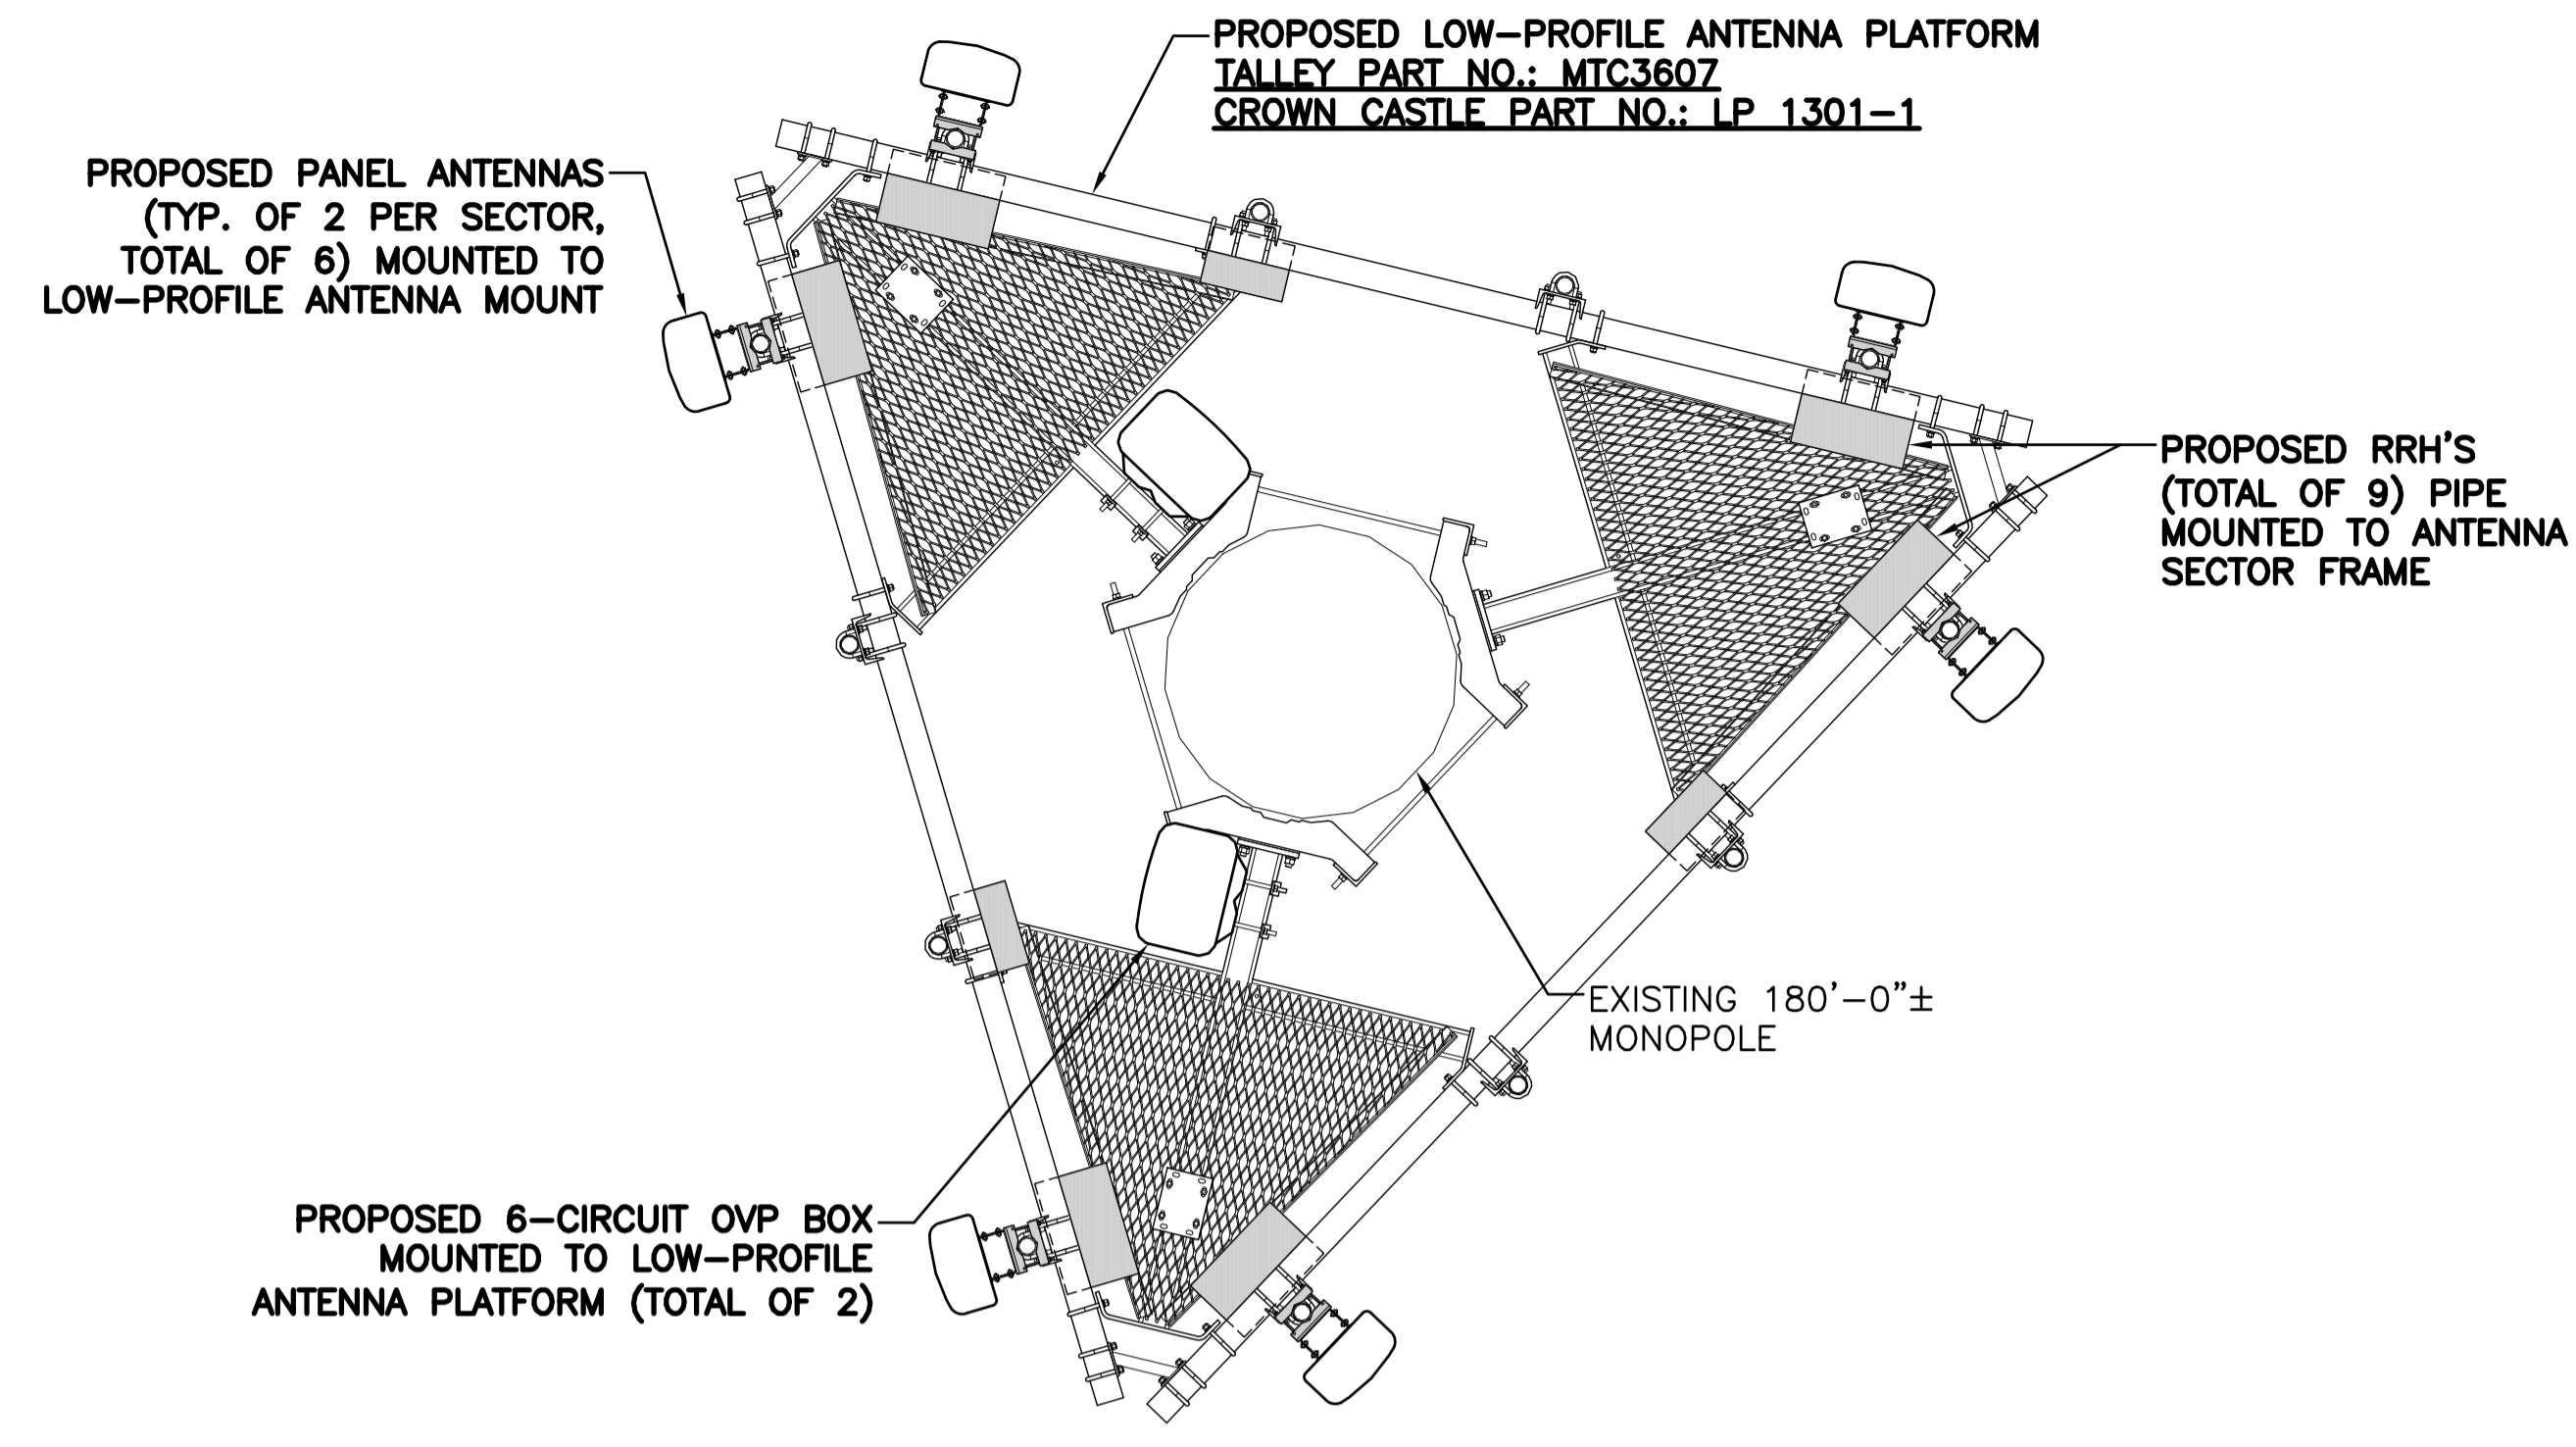 PROPOSED LOW-PROFILE ANTENNA PLATFORM
TALLEY PART NO.: MTC3607
CROWN CASTLE PART NO.: LP 1301-1
PROPOSED PANEL ANTENNAS
(TYP. OF 2 PER SECTOR,
TOTAL OF 6) MOUNTED TO
LOW-PROFILE ANTENNA MOUNT
PROPOSED RRH'S
(TOTAL OF 9) PIPE
MOUNTED TO ANTENNA
SECTOR FRAME
EXISTING 180'-0"±
MONOPOLE
PROPOSED 6-CIRCUIT OVP BOX
MOUNTED TO LOW-PROFILE
ANTENNA PLATFORM (TOTAL OF 2)